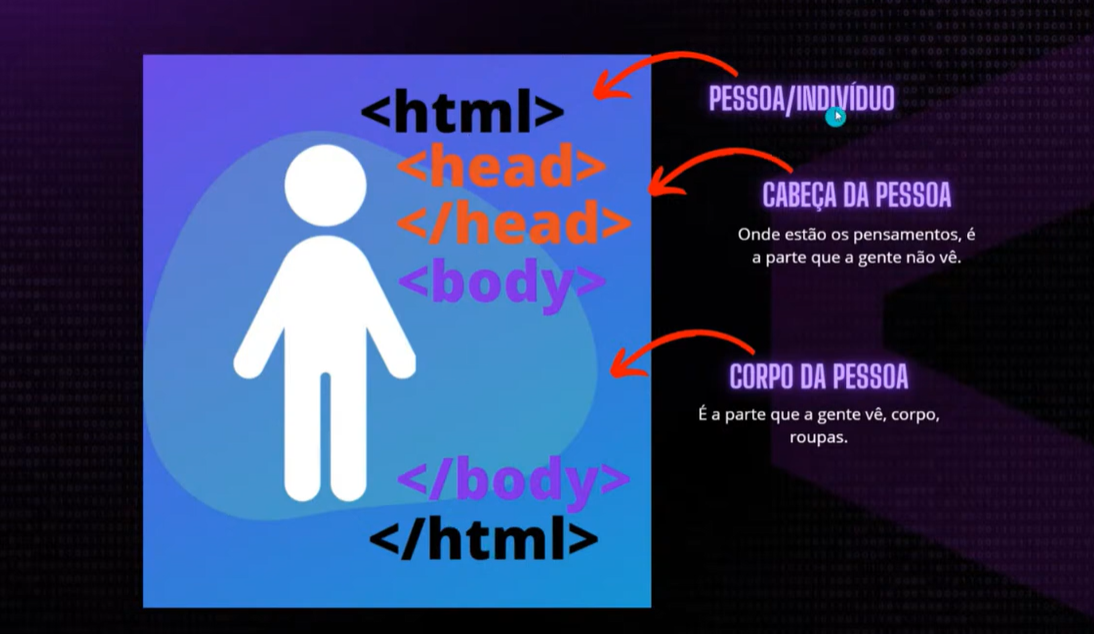 <html>
<head>
</head>
<body>
</body>
</html>
PESSOA/INDIVÍDUO
CABEÇA DA PESSOA
Onde estão os pensamentos, é
a parte que a gente não vê.
CORPO DA PESSOA
É a parte que a gente vê, corpo,
roupas.